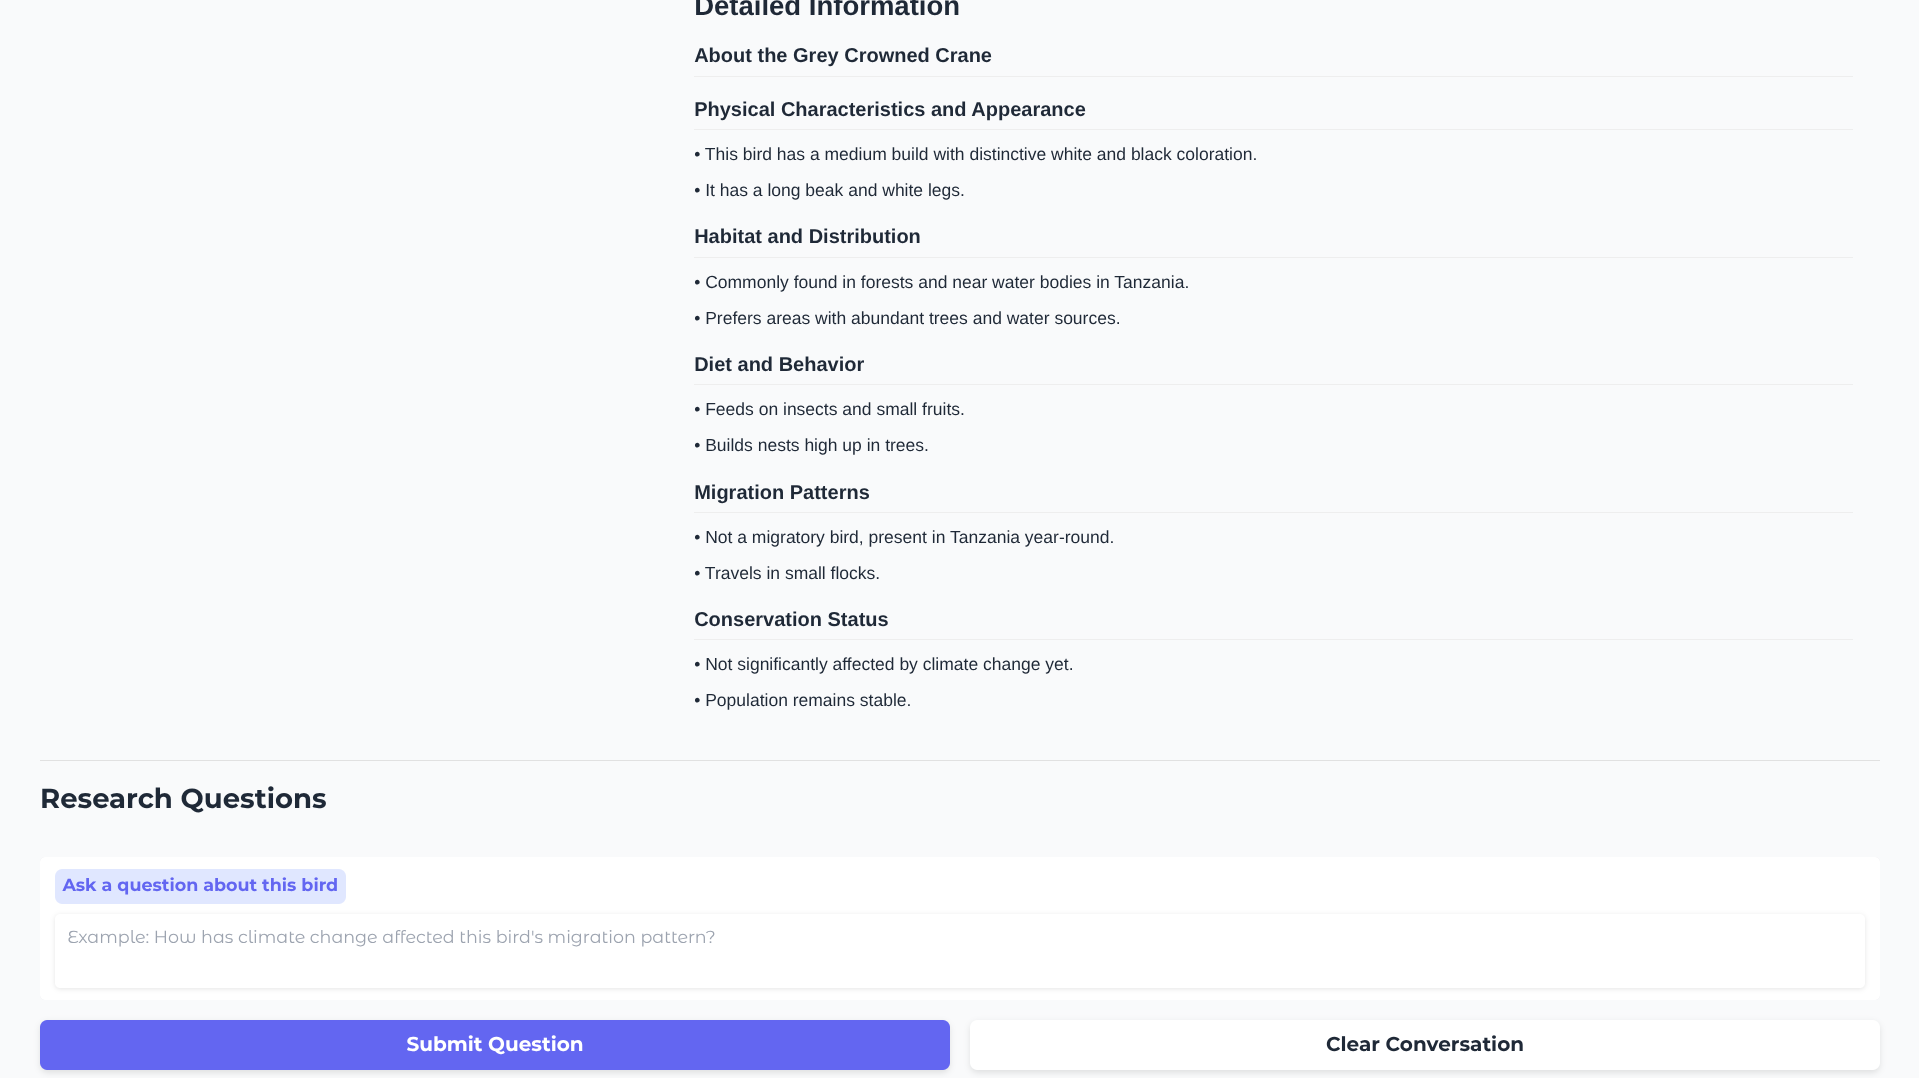 Detailed Information
About the Grey Crowned Crane
Physical Characteristics and Appearance
• This bird has a medium build with distinctive white and black coloration.
• It has a long beak and white legs.
Habitat and Distribution
• Commonly found in forests and near water bodies in Tanzania.
• Prefers areas with abundant trees and water sources.
Diet and Behavior
• Feeds on insects and small fruits.
• Builds nests high up in trees.
Migration Patterns
• Not a migratory bird, present in Tanzania year-round.
• Travels in small flocks.
Conservation Status
• Not significantly affected by climate change yet.
• Population remains stable.
Research Questions
Ask a question about this bird
Example: How has climate change affected this bird's migration pattern?
Submit Question
Clear Conversation